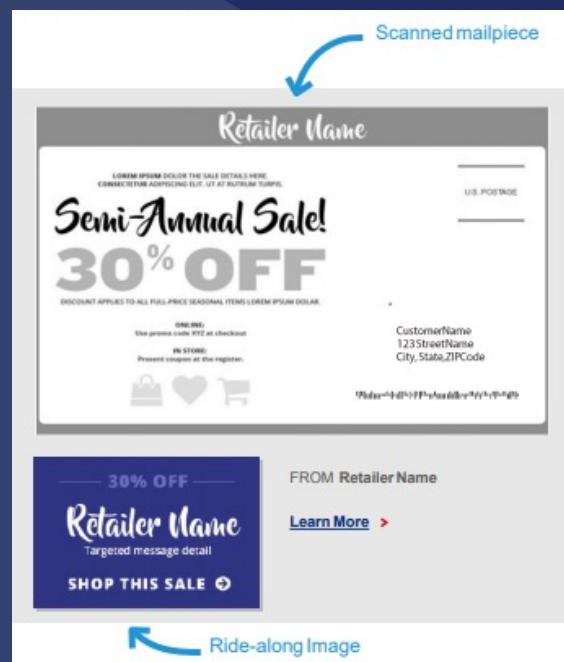 Scanned mailpiece
Retailer Name
LOREM IPSUM DOLOR THE SALE DETAILS HERE.
CONSECTETUR ADIPISCING ELIT. UT AT RUTRUM TURPIS.
Semi-Annual Sale!
30% OFF
DISCOUNT APPLIES TO ALL FULL-PRICE SEASONAL ITEMS LOREM IPSUM DOLAR.
ONLINE:
Use promo code XYZ at checkout
IN STORE:
Present coupon at the register.
U.S. POSTAGE
CustomerName
123StreetName
City, State,ZIPCode
30% OFF
Retailer Name
Targeted message detail
SHOP THIS SALE
FROM Retailer Name
Learn More >
Ride-along Image